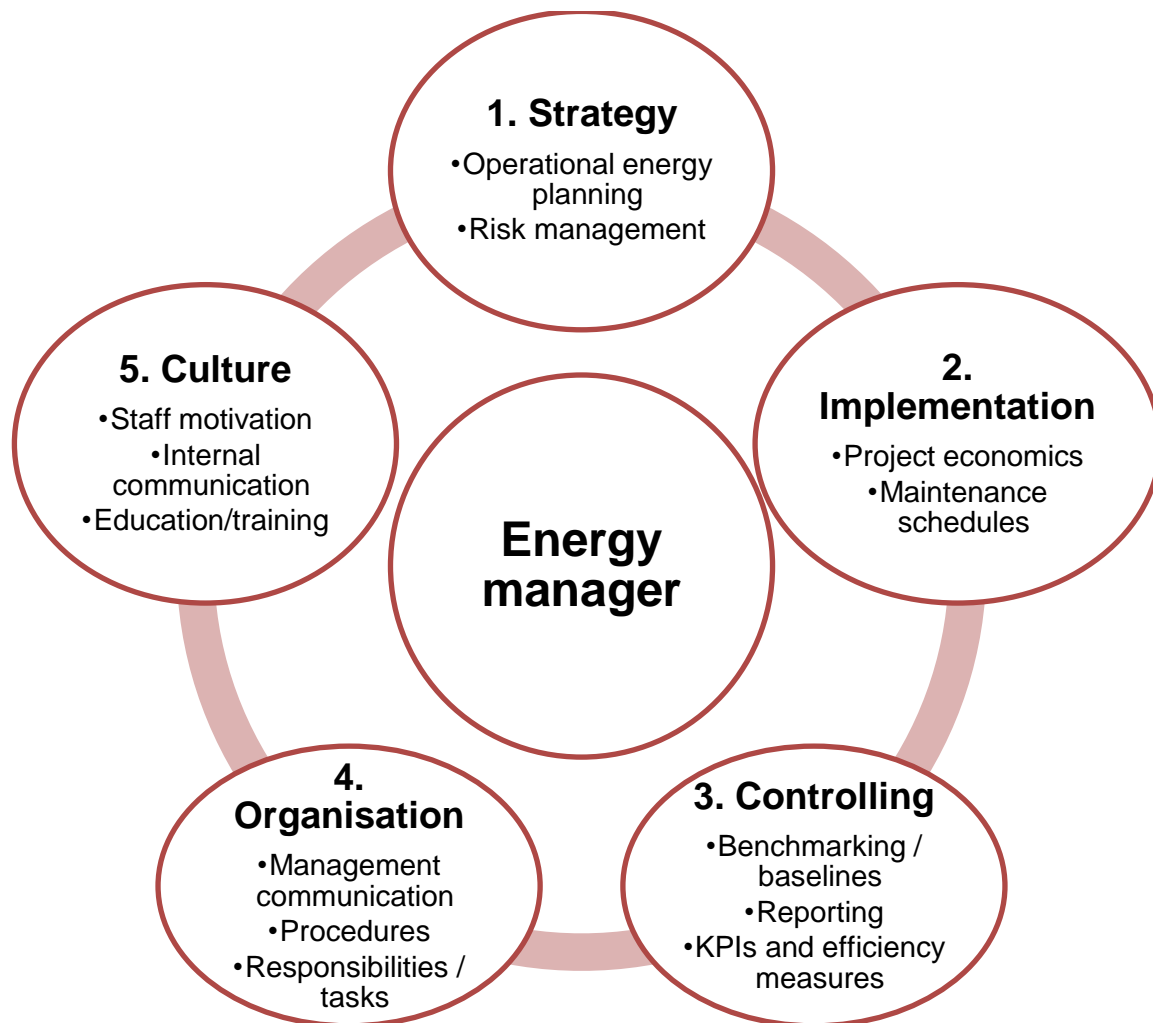 1. Strategy
•Operational energy
planning
•Risk management
2.
Implementation
•Project economics
•Maintenance
schedules
3. Controlling
•Benchmarking /
baselines
•Reporting
•KPIs and efficiency
measures
4.
Organisation
•Management
communication
•Procedures
•Responsibilities /
tasks
5. Culture
•Staff motivation
•Internal
communication
•Education/training
Energy
manager